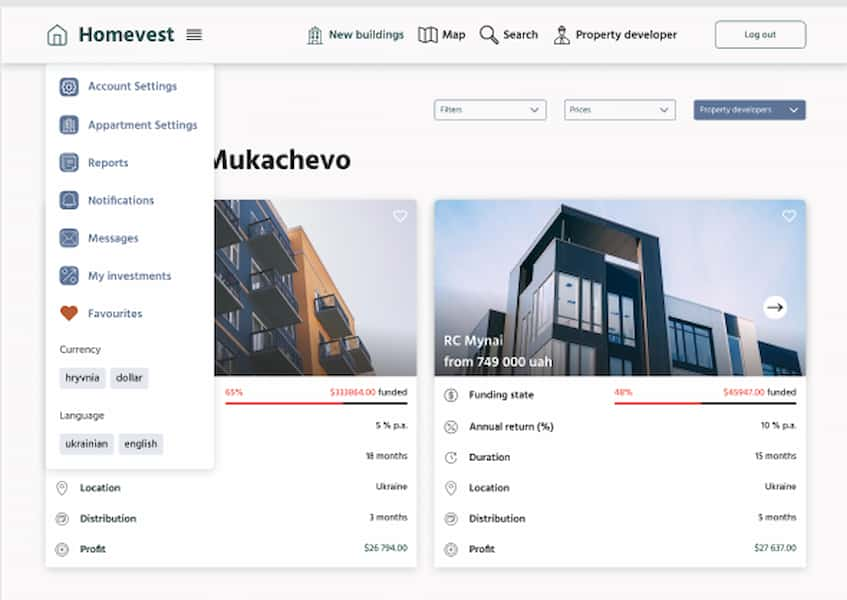 Homevest
New buildings
Map
Search
Property developer
Log out
Account Settings
Appartment Settings
Reports
Notifications
Messages
My investments
Favourites
Currency
hryvnia dollar
Language
ukrainian english
Filters
Prices
Property developers
Mukachevo
65% $333864.00 funded
5 % p.a.
18 months
Location Ukraine
Distribution 3 months
Profit $26 794.00
RC Mynai
from 749 000 uah
Funding state 48% $45947.00 funded
Annual return (%) 10 % p.a.
Duration 15 months
Location Ukraine
Distribution 5 months
Profit $27 637.00